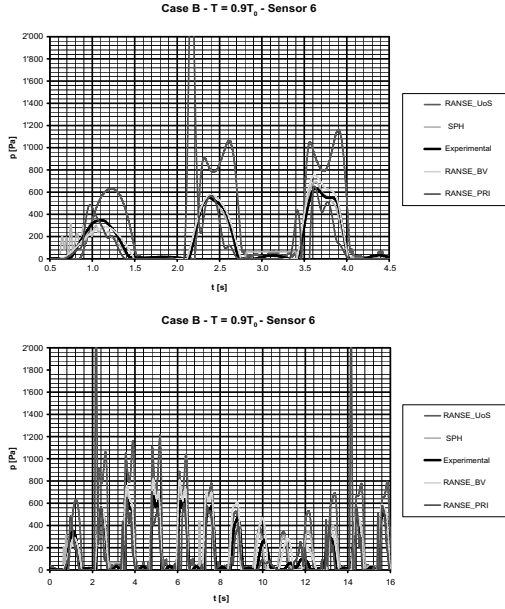 Case B - T = 0.9T₀ - Sensor 6
2'000
1'800
1'600
1'400
1'200
1'000
800
600
400
200
0
p [Pa]
0.5 1.0 1.5 2.0 2.5 3.0 3.5 4.0 4.5
t [s]
RANSE_UoS
SPH
Experimental
RANSE_BV
RANSE_PRI
Case B - T = 0.9T₀ - Sensor 6
2'000
1'800
1'600
1'400
1'200
1'000
800
600
400
200
0
p [Pa]
0 2 4 6 8 10 12 14 16
t [s]
RANSE_UoS
SPH
Experimental
RANSE_BV
RANSE_PRI